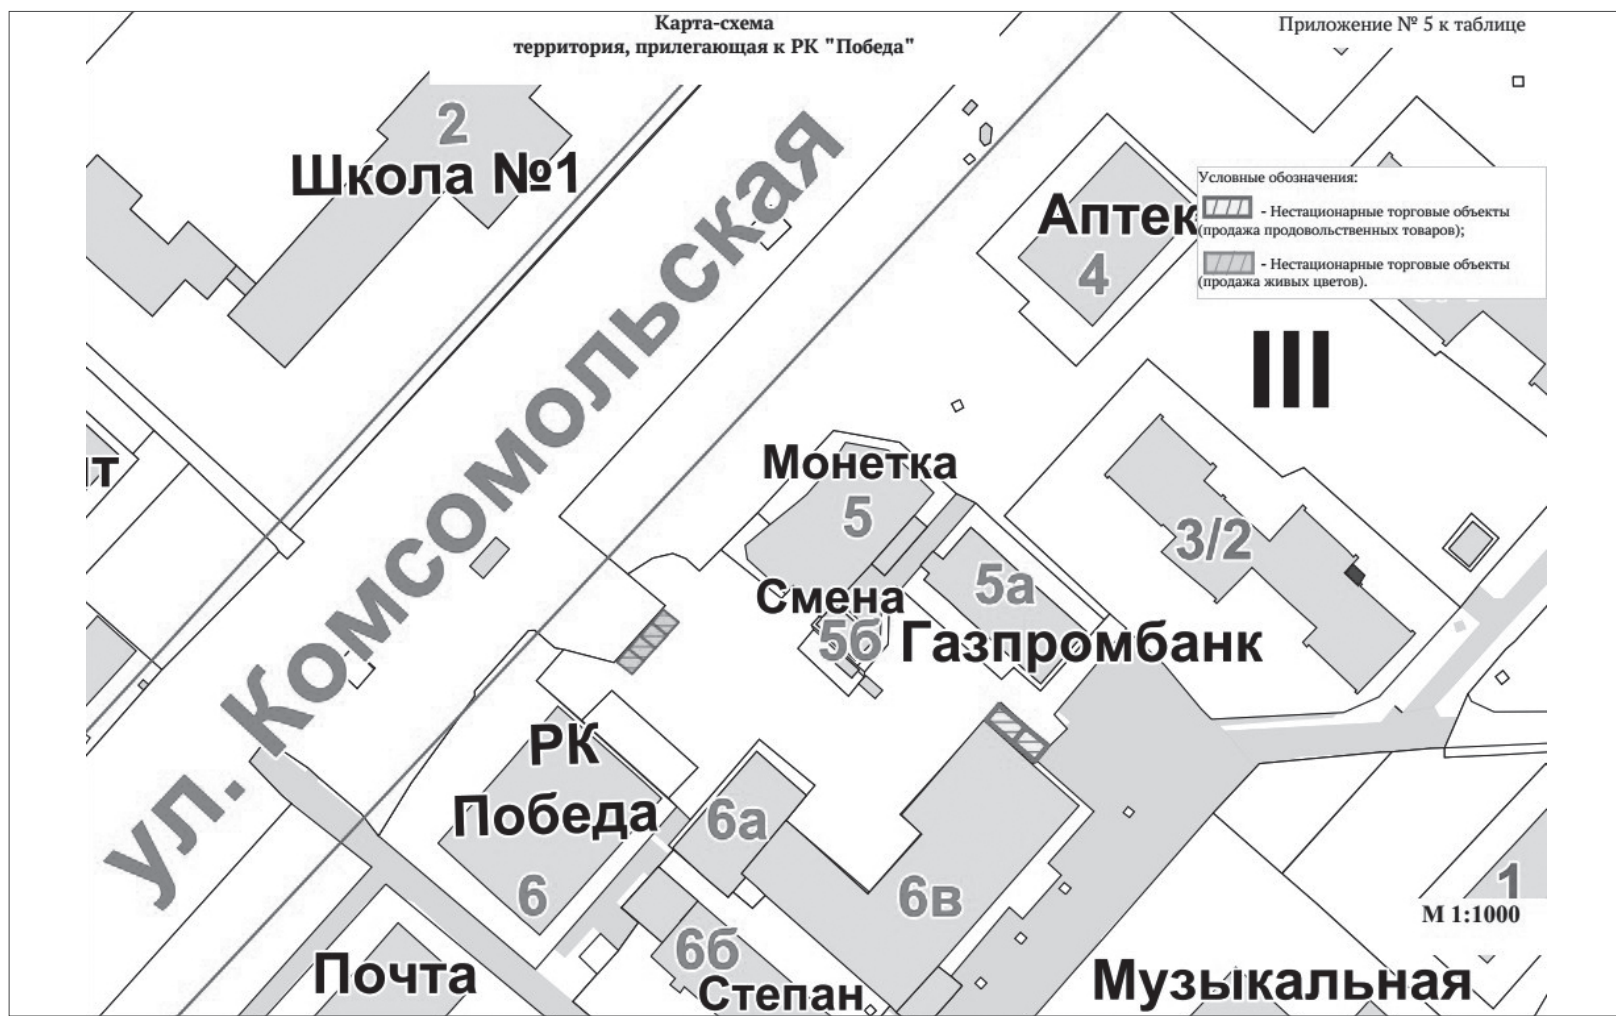 Карта-схема
территория, прилегающая к РК "Победа"
Приложение № 5 к таблице
2
Школа №1
ул. Комсомольская
Аптек
4
Условные обозначения:
- Нестационарные торговые объекты
(продажа продовольственных товаров);
- Нестационарные торговые объекты
(продажа живых цветов).
III
Монетка
5
3/2
5а
Смена
5б
Газпромбанк
РК
Победа
6
6а
6в
6б
Степан
Почта
1
М 1:1000
Музыкальная